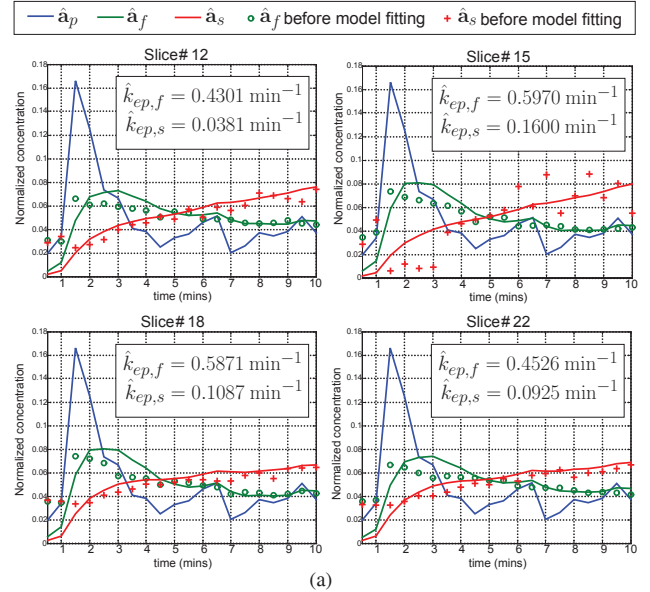 â_p â_f â_s â_f before model fitting â_s before model fitting
Slice# 12
k̂_{ep,f} = 0.4301 min⁻¹
k̂_{ep,s} = 0.0381 min⁻¹
Normalized concentration
0.18
0.16
0.14
0.12
0.1
0.08
0.06
0.04
0.02
0
1 2 3 4 5 6 7 8 9 10
time (mins)
Slice# 15
k̂_{ep,f} = 0.5970 min⁻¹
k̂_{ep,s} = 0.1600 min⁻¹
Normalized concentration
0.18
0.16
0.14
0.12
0.1
0.08
0.06
0.04
0.02
0
1 2 3 4 5 6 7 8 9 10
time (mins)
Slice# 18
k̂_{ep,f} = 0.5871 min⁻¹
k̂_{ep,s} = 0.1087 min⁻¹
Normalized concentration
0.18
0.16
0.14
0.12
0.1
0.08
0.06
0.04
0.02
0
1 2 3 4 5 6 7 8 9 10
time (mins)
Slice# 22
k̂_{ep,f} = 0.4526 min⁻¹
k̂_{ep,s} = 0.0925 min⁻¹
Normalized concentration
0.18
0.16
0.14
0.12
0.1
0.08
0.06
0.04
0.02
0
1 2 3 4 5 6 7 8 9 10
time (mins)
(a)